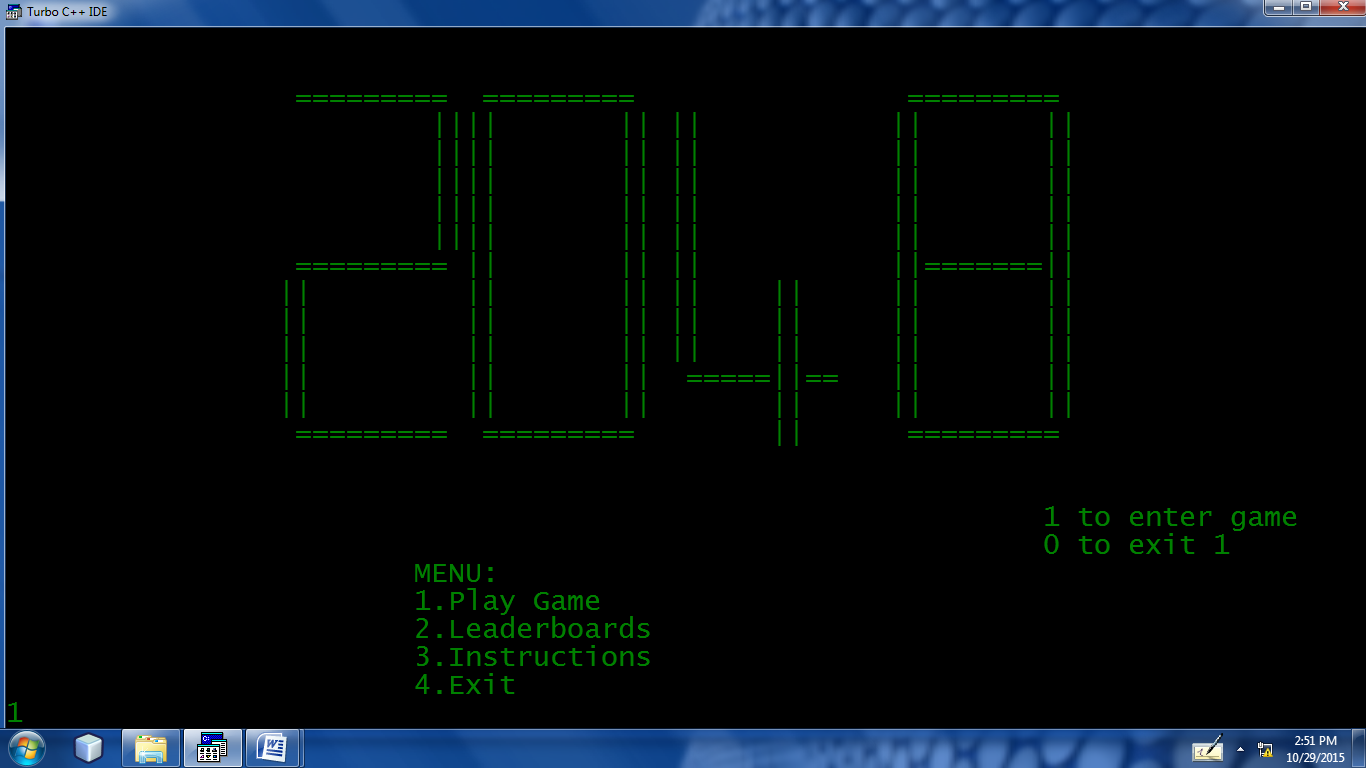 Turbo C++ IDE
2048
1 to enter game
0 to exit 1
MENU:
1.Play Game
2.Leaderboards
3.Instructions
4.Exit
1
2:51 PM
10/29/2015